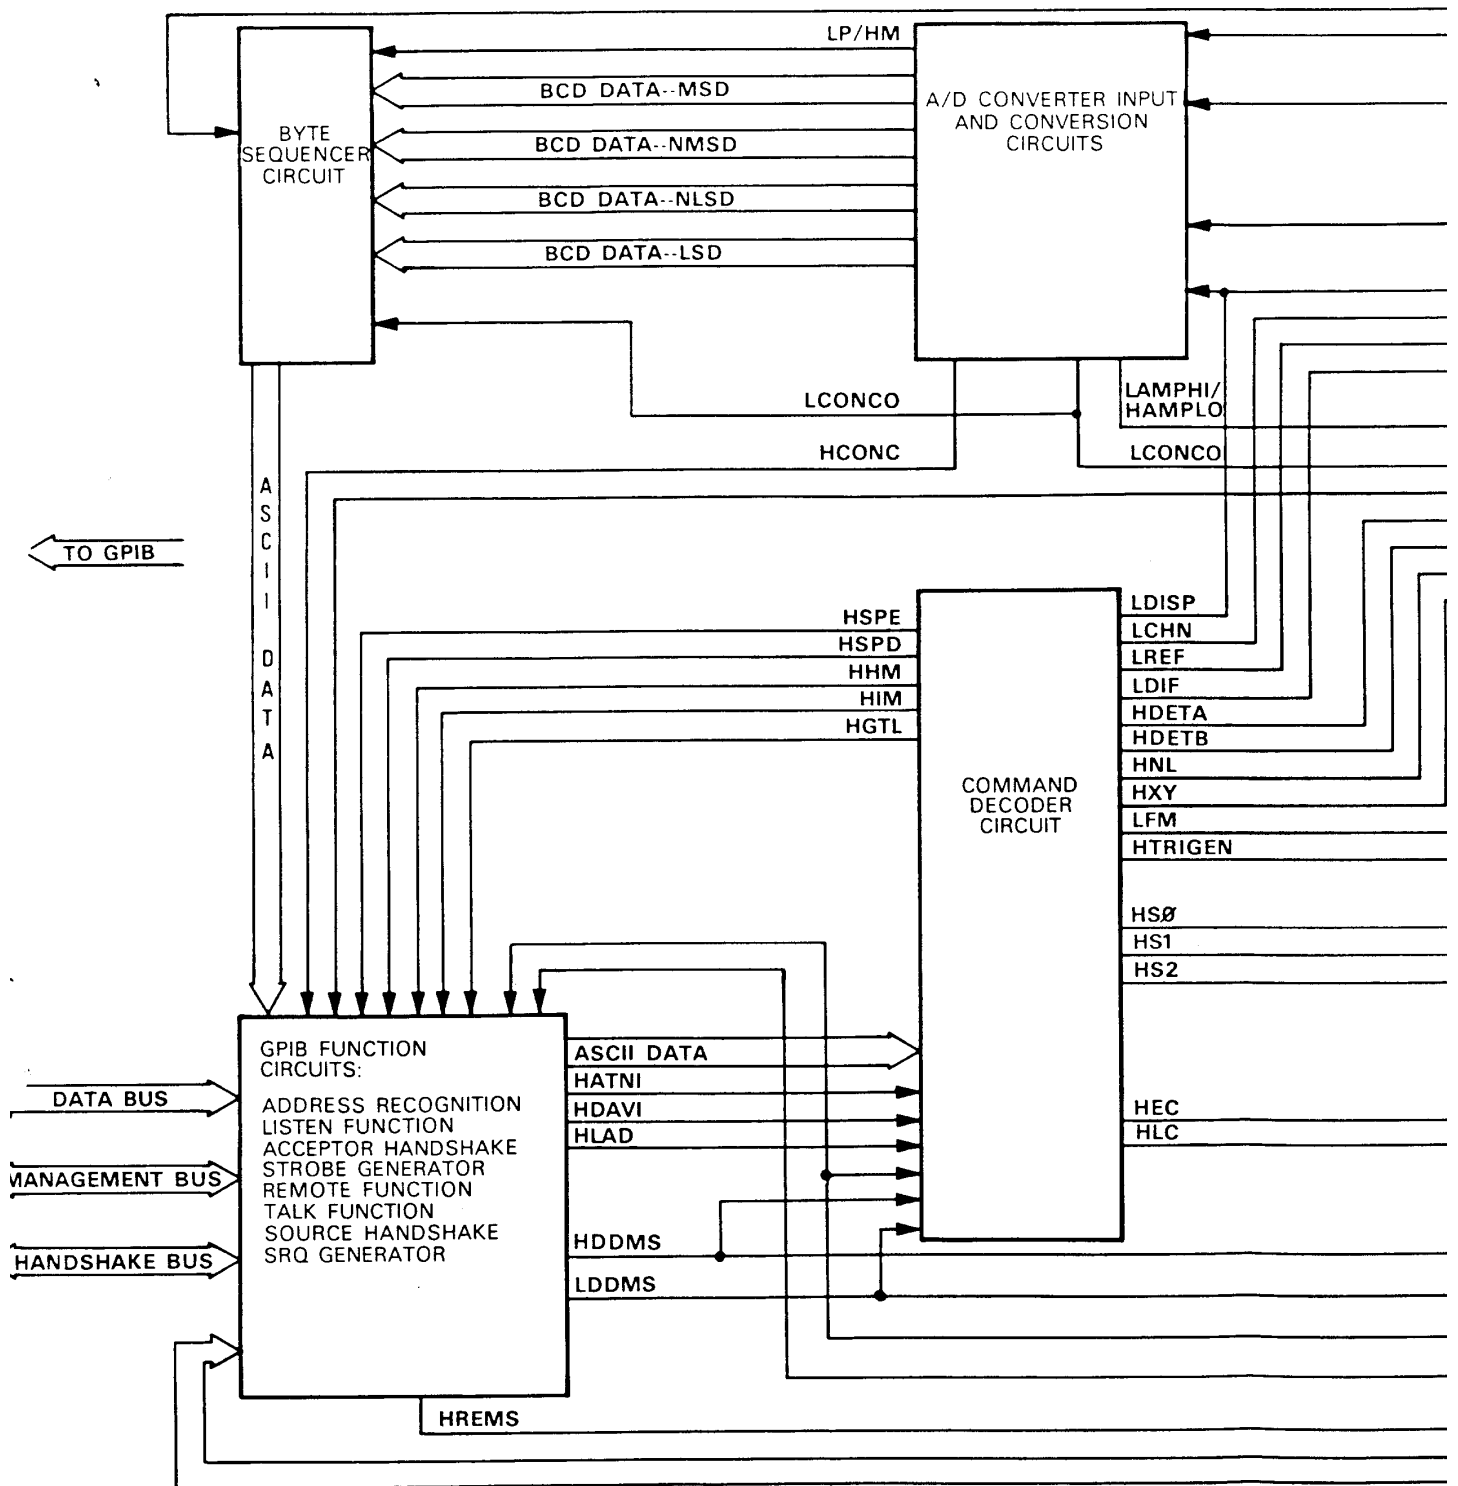 LP/HM
BCD DATA--MSD
BCD DATA--NMSD
BCD DATA--NLSD
BCD DATA--LSD
BYTE
SEQUENCER
CIRCUIT
A/D CONVERTER INPUT
AND CONVERSION
CIRCUITS
LCONCO
HCONC
LAMPHI/
HAMPLO
LCONCO
ASCII DATA
TO GPIB
HSPE
HSPD
HHM
HIM
HGTL
COMMAND
DECODER
CIRCUIT
LDISP
LCHN
LREF
LDIF
HDETA
HDETB
HNL
HXY
LFM
HTRIGEN
HSØ
HS1
HS2
HEC
HLC
DATA BUS
MANAGEMENT BUS
HANDSHAKE BUS
GPIB FUNCTION
CIRCUITS:
ADDRESS RECOGNITION
LISTEN FUNCTION
ACCEPTOR HANDSHAKE
STROBE GENERATOR
REMOTE FUNCTION
TALK FUNCTION
SOURCE HANDSHAKE
SRQ GENERATOR
ASCII DATA
HATNI
HDAVI
HLAD
HDDMS
LDDMS
HREMS